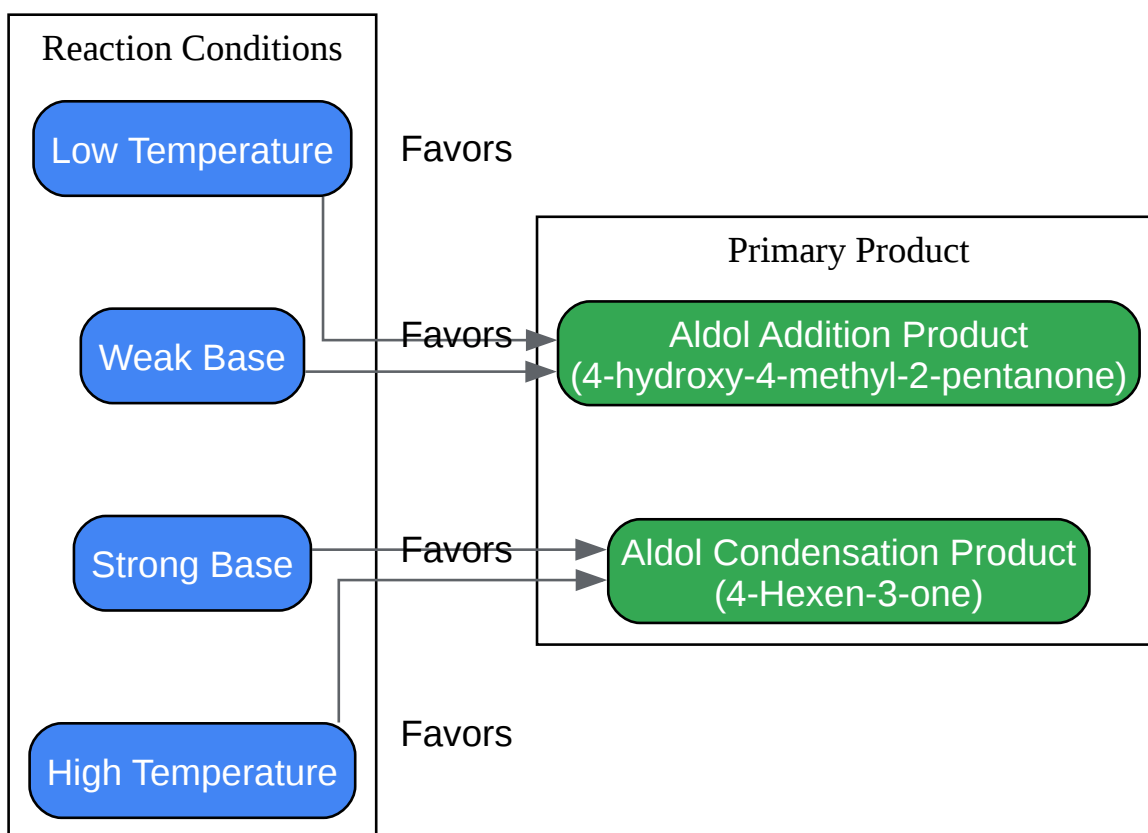 Reaction Conditions
Low Temperature
Favors
Primary Product
Weak Base
Favors
Aldol Addition Product
(4-hydroxy-4-methyl-2-pentanone)
Strong Base
Favors
Aldol Condensation Product
(4-Hexen-3-one)
High Temperature
Favors